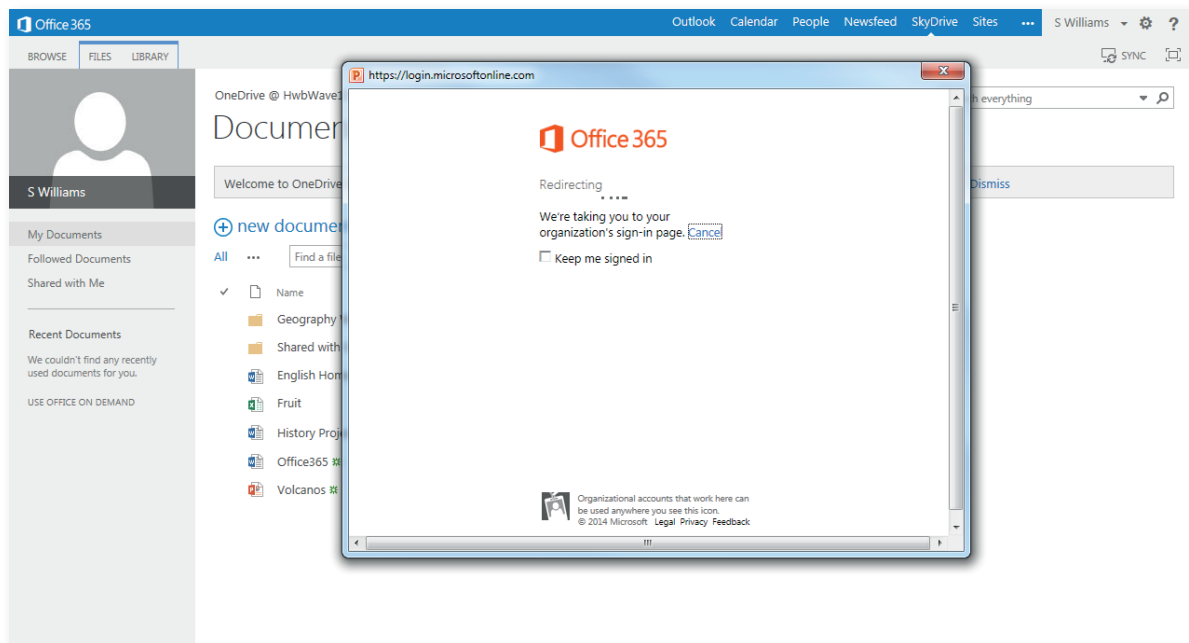 Office 365
Outlook Calendar People Newsfeed SkyDrive Sites ••• S Williams ?
BROWSE FILES LIBRARY
SYNC
https://login.microsoftonline.com
x
OneDrive @ HwbWave1
h everything
Documen
Office 365
S Williams
Welcome to OneDrive
Dismiss
Redirecting
We're taking you to your
organization's sign-in page. Cancel
Keep me signed in
My Documents
Followed Documents
Shared with Me
new documen
All ••• Find a file
Name
Geography
Shared with
English Hom
Fruit
History Proje
Office365
Volcanos
Recent Documents
We couldn't find any recently
used documents for you.
USE OFFICE ON DEMAND
Organizational accounts that work here can
be used anywhere you see this icon.
© 2014 Microsoft Legal Privacy Feedback